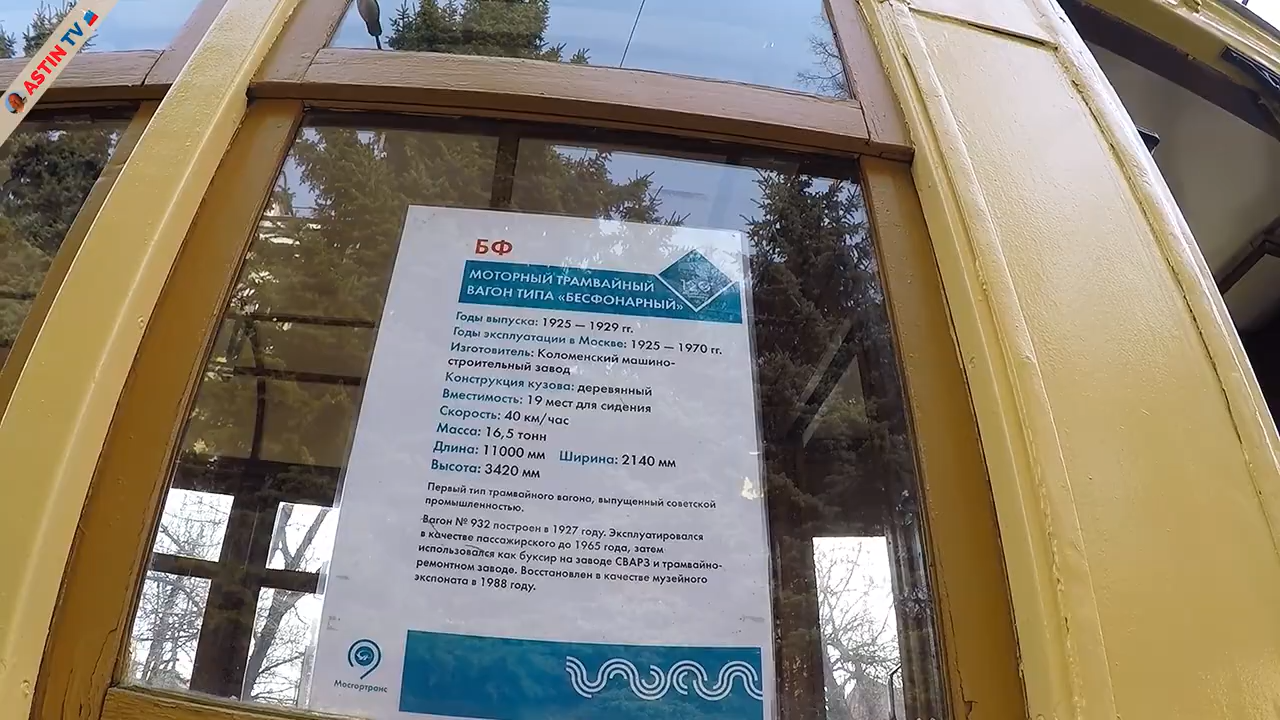 ASTIN TV
БФ
МОТОРНЫЙ ТРАМВАЙНЫЙ
ВАГОН ТИПА «БЕСФОНАРНЫЙ»
Годы выпуска: 1925 — 1929 гг.
Годы эксплуатации в Москве: 1925 — 1970 гг.
Изготовитель: Коломенский машино-
строительный завод
Конструкция кузова: деревянный
Вместимость: 19 мест для сидения
Скорость: 40 км/час
Масса: 16,5 тонн
Длина: 11000 мм Ширина: 2140 мм
Высота: 3420 мм
Первый тип трамвайного вагона, выпущенный советской
промышленностью.
Вагон № 932 построен в 1927 году. Эксплуатировался
в качестве пассажирского до 1965 года, затем
использовался как буксир на заводе СВАРЗ и трамвайно-
ремонтном заводе. Восстановлен в качестве музейного
экспоната в 1988 году.
Мосгортранс